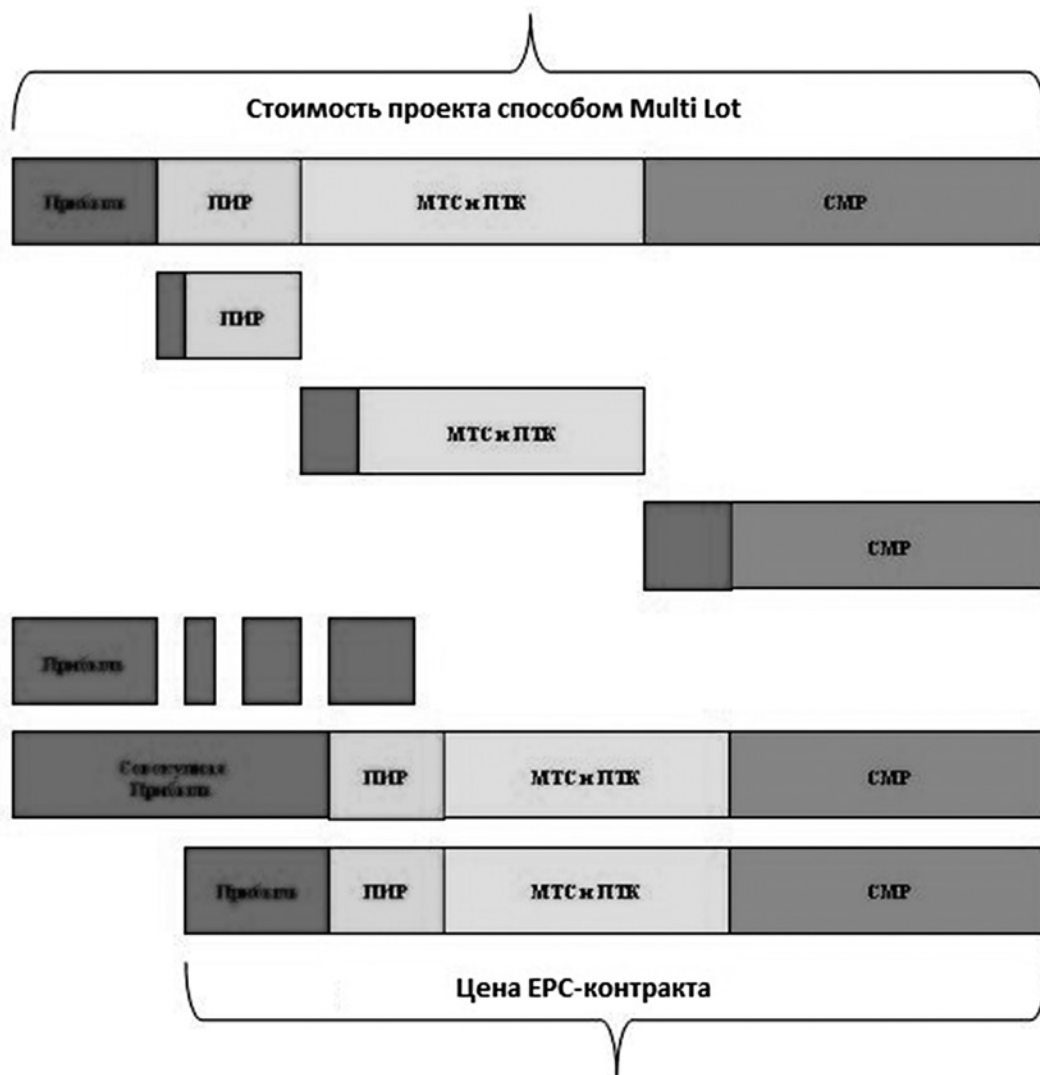 Стоимость проекта способом Multi Lot
Прибыль
ПИР
МТС и ПТК
СМР
ПИР
МТС и ПТК
СМР
Прибыль
Совокупная
Прибыль
ПИР
МТС и ПТК
СМР
Прибыль
ПИР
МТС и ПТК
СМР
Цена EPC-контракта